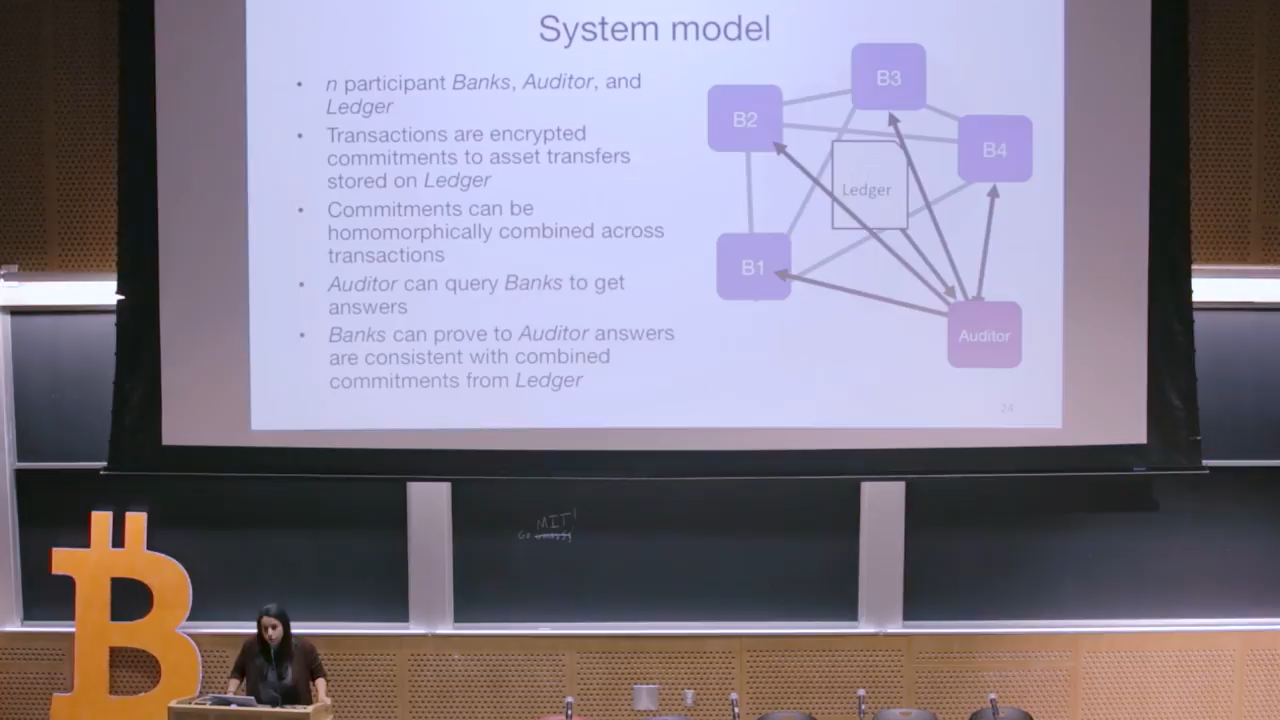 System model
• n participant Banks, Auditor, and
Ledger
• Transactions are encrypted
commitments to asset transfers
stored on Ledger
• Commitments can be
homomorphically combined across
transactions
• Auditor can query Banks to get
answers
• Banks can prove to Auditor answers
are consistent with combined
commitments from Ledger
B3
B2
B4
Ledger
B1
Auditor
24
MIT!
Go